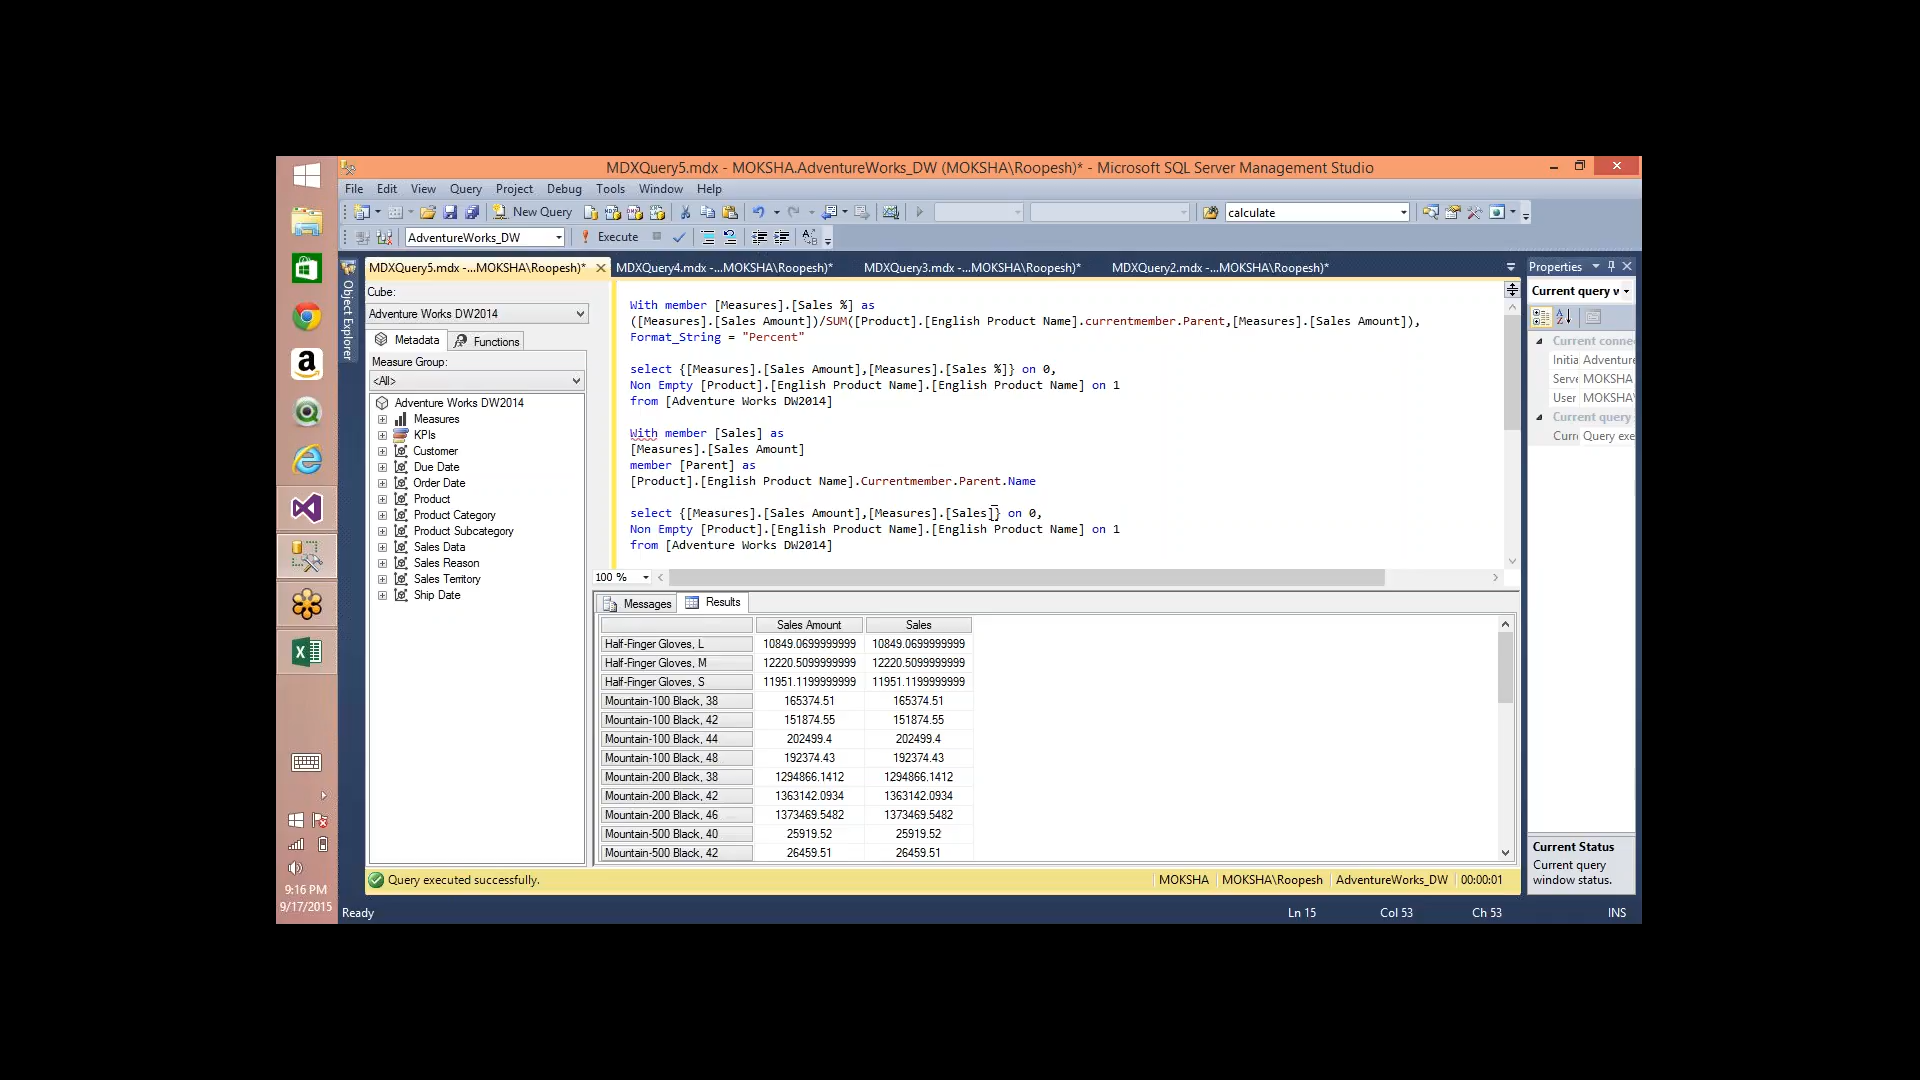 MDXQuery5.mdx - MOKSHA.AdventureWorks_DW (MOKSHA\Roopesh)* - Microsoft SQL Server Management Studio
File Edit View Query Project Debug Tools Window Help
New Query calculate
AdventureWorks_DW Execute
MDXQuery5.mdx -...MOKSHA\Roopesh)* MDXQuery4.mdx -...MOKSHA\Roopesh)* MDXQuery3.mdx -...MOKSHA\Roopesh)* MDXQuery2.mdx -...MOKSHA\Roopesh)*
Object Explorer
Cube:
Adventure Works DW2014
Metadata Functions
Measure Group:
<All>
Adventure Works DW2014
Measures
KPIs
Customer
Due Date
Order Date
Product
Product Category
Product Subcategory
Sales Data
Sales Reason
Sales Territory
Ship Date
With member [Measures].[Sales %] as
([Measures].[Sales Amount])/SUM([Product].[English Product Name].currentmember.Parent,[Measures].[Sales Amount]),
Format_String = "Percent"
select {[Measures].[Sales Amount],[Measures].[Sales %]} on 0,
Non Empty [Product].[English Product Name].[English Product Name] on 1
from [Adventure Works DW2014]
With member [Sales] as
[Measures].[Sales Amount]
member [Parent] as
[Product].[English Product Name].Currentmember.Parent.Name
select {[Measures].[Sales Amount],[Measures].[Sales]} on 0,
Non Empty [Product].[English Product Name].[English Product Name] on 1
from [Adventure Works DW2014]
100 %
Messages Results
Sales Amount Sales
Half-Finger Gloves, L 10849.0699999999 10849.0699999999
Half-Finger Gloves, M 12220.5099999999 12220.5099999999
Half-Finger Gloves, S 11951.1199999999 11951.1199999999
Mountain-100 Black, 38 165374.51 165374.51
Mountain-100 Black, 42 151874.55 151874.55
Mountain-100 Black, 44 202499.4 202499.4
Mountain-100 Black, 48 192374.43 192374.43
Mountain-200 Black, 38 1294866.1412 1294866.1412
Mountain-200 Black, 42 1363142.0934 1363142.0934
Mountain-200 Black, 46 1373469.5482 1373469.5482
Mountain-500 Black, 40 25919.52 25919.52
Mountain-500 Black, 42 26459.51 26459.51
Query executed successfully. MOKSHA MOKSHA\Roopesh AdventureWorks_DW 00:00:01
Ready Ln 15 Col 53 Ch 53 INS
Properties
Current query w
Current conne
Initia Adventure
Serve MOKSHA
User MOKSHA\
Current query
Curr Query exe
Current Status
Current query
window status.
9:16 PM
9/17/2015